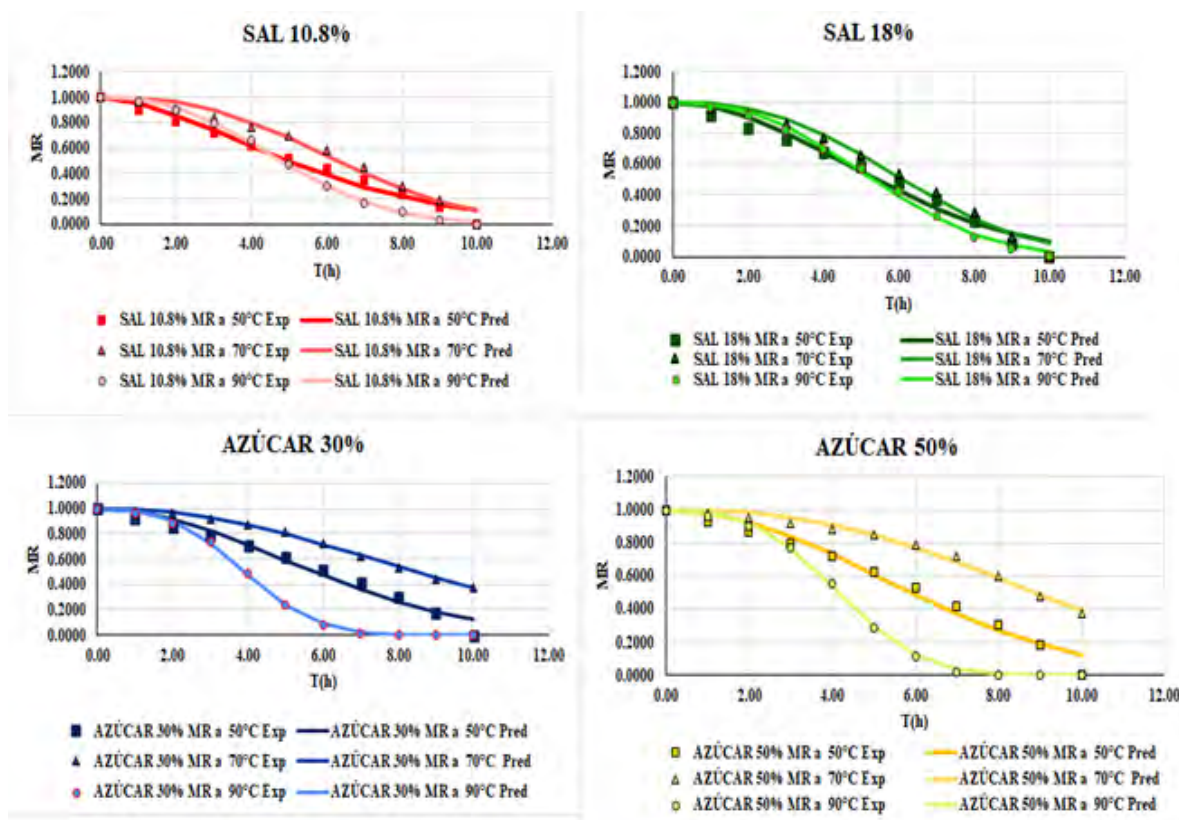 SAL 10.8%
1.2000
1.0000
0.8000
0.6000
0.4000
0.2000
0.0000
MR
0.00 2.00 4.00 6.00 8.00 10.00 12.00
T(h)
SAL 10.8% MR a 50°C Exp SAL 10.8% MR a 50°C Pred
SAL 10.8% MR a 70°C Exp SAL 10.8% MR a 70°C Pred
SAL 10.8% MR a 90°C Exp SAL 10.8% MR a 90°C Pred
SAL 18%
1.2000
1.0000
0.8000
0.6000
0.4000
0.2000
0.0000
MR
0.00 2.00 4.00 6.00 8.00 10.00 12.00
T(h)
SAL 18% MR a 50°C Exp SAL 18% MR a 50°C Pred
SAL 18% MR a 70°C Exp SAL 18% MR a 70°C Pred
SAL 18% MR a 90°C Exp SAL 18% MR a 90°C Pred
AZÚCAR 30%
1.2000
1.0000
0.8000
0.6000
0.4000
0.2000
0.0000
MR
0.00 2.00 4.00 6.00 8.00 10.00 12.00
T(h)
AZÚCAR 30% MR a 50°C Exp AZÚCAR 30% MR a 50°C Pred
AZÚCAR 30% MR a 70°C Exp AZÚCAR 30% MR a 70°C Pred
AZÚCAR 30% MR a 90°C Exp AZÚCAR 30% MR a 90°C Pred
AZÚCAR 50%
1.2000
1.0000
0.8000
0.6000
0.4000
0.2000
0.0000
MR
0.00 2.00 4.00 6.00 8.00 10.00 12.00
T(h)
AZÚCAR 50% MR a 50°C Exp AZÚCAR 50% MR a 50°C Pred
AZÚCAR 50% MR a 70°C Exp AZÚCAR 50% MR a 70°C Pred
AZÚCAR 50% MR a 90°C Exp AZÚCAR 50% MR a 90°C Pred